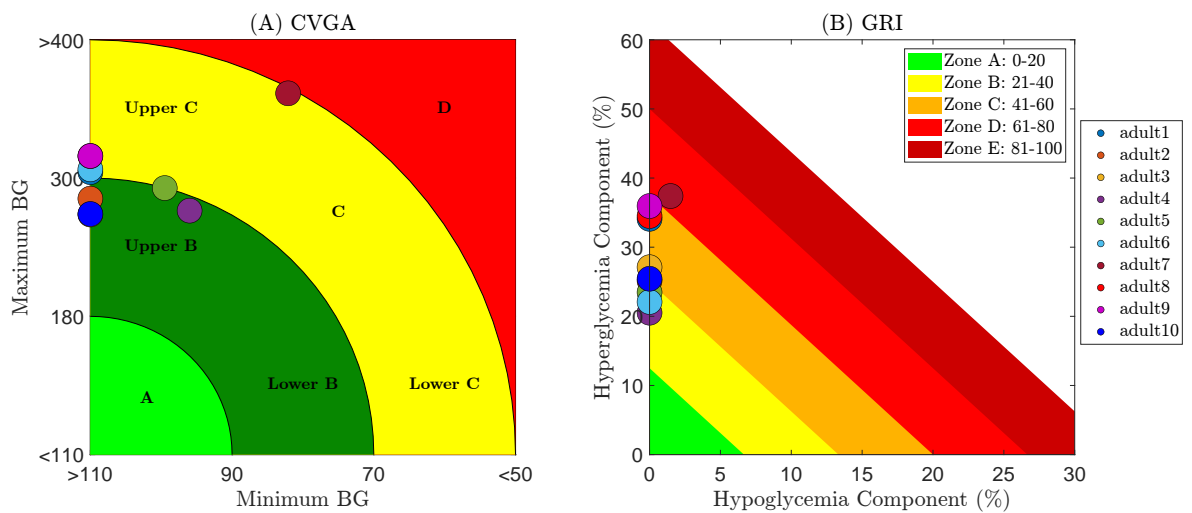 (A) CVGA
>400
300
180
<110
Maximum BG
Upper C
D
C
Upper B
Lower B
Lower C
A
>110
90
70
<50
Minimum BG
(B) GRI
60
50
40
30
20
10
0
Hyperglycemia Component (%)
Zone A: 0-20
Zone B: 21-40
Zone C: 41-60
Zone D: 61-80
Zone E: 81-100
0
5
10
15
20
25
30
Hypoglycemia Component (%)
adult1
adult2
adult3
adult4
adult5
adult6
adult7
adult8
adult9
adult10